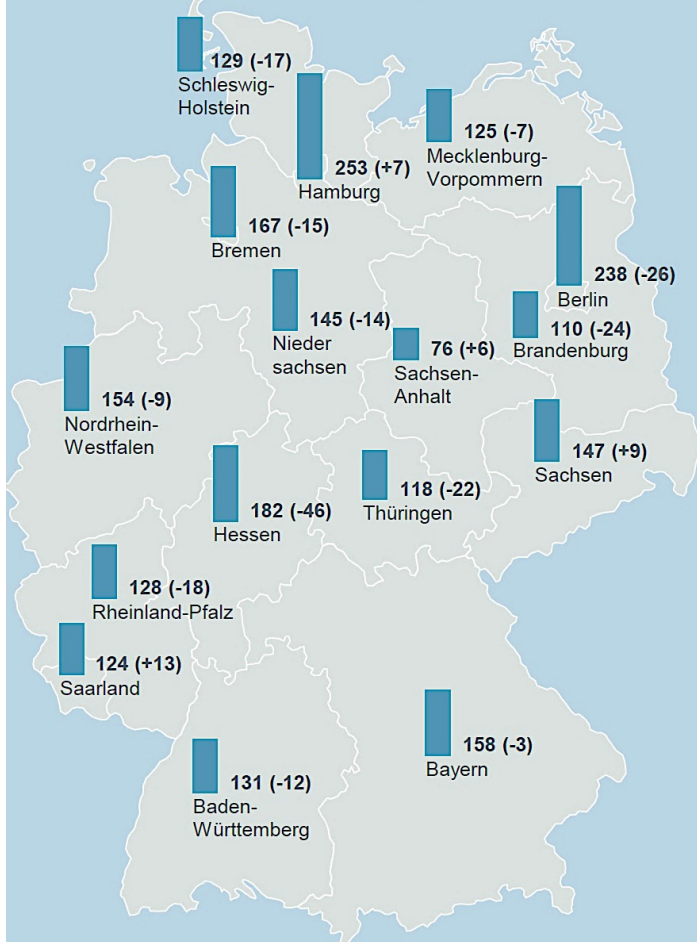 129 (-17)
Schleswig-
Holstein
253 (+7)
Hamburg
125 (-7)
Mecklenburg-
Vorpommern
167 (-15)
Bremen
238 (-26)
Berlin
145 (-14)
Nieder
sachsen
76 (+6)
Sachsen-
Anhalt
110 (-24)
Brandenburg
154 (-9)
Nordrhein-
Westfalen
147 (+9)
Sachsen
182 (-46)
Hessen
118 (-22)
Thüringen
128 (-18)
Rheinland-Pfalz
124 (+13)
Saarland
158 (-3)
Bayern
131 (-12)
Baden-
Württemberg